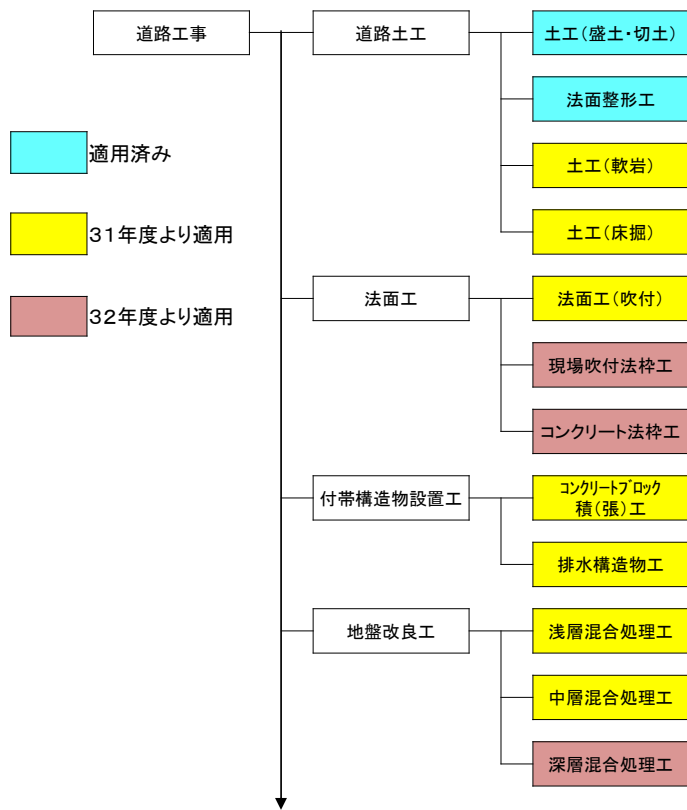 道路工事
道路土工
土工(盛土・切土)
法面整形工
適用済み
土工(軟岩)
31年度より適用
土工(床掘)
32年度より適用
法面工
法面工(吹付)
現場吹付法枠工
コンクリート法枠工
付帯構造物設置工
コンクリートブロック
積(張)工
排水構造物工
地盤改良工
浅層混合処理工
中層混合処理工
深層混合処理工